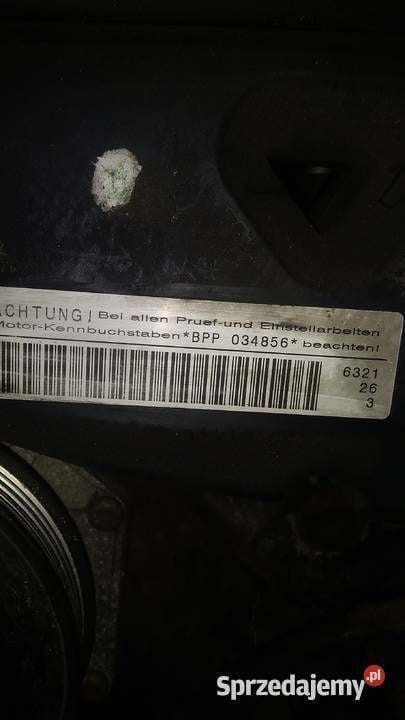 ACHTUNG! Bei allen Pruef-und Einstellarbeiten
Motor-Kennbuchstaben *BPP 034856* beachten!
6321
26
3
Sprzedajemy.pl